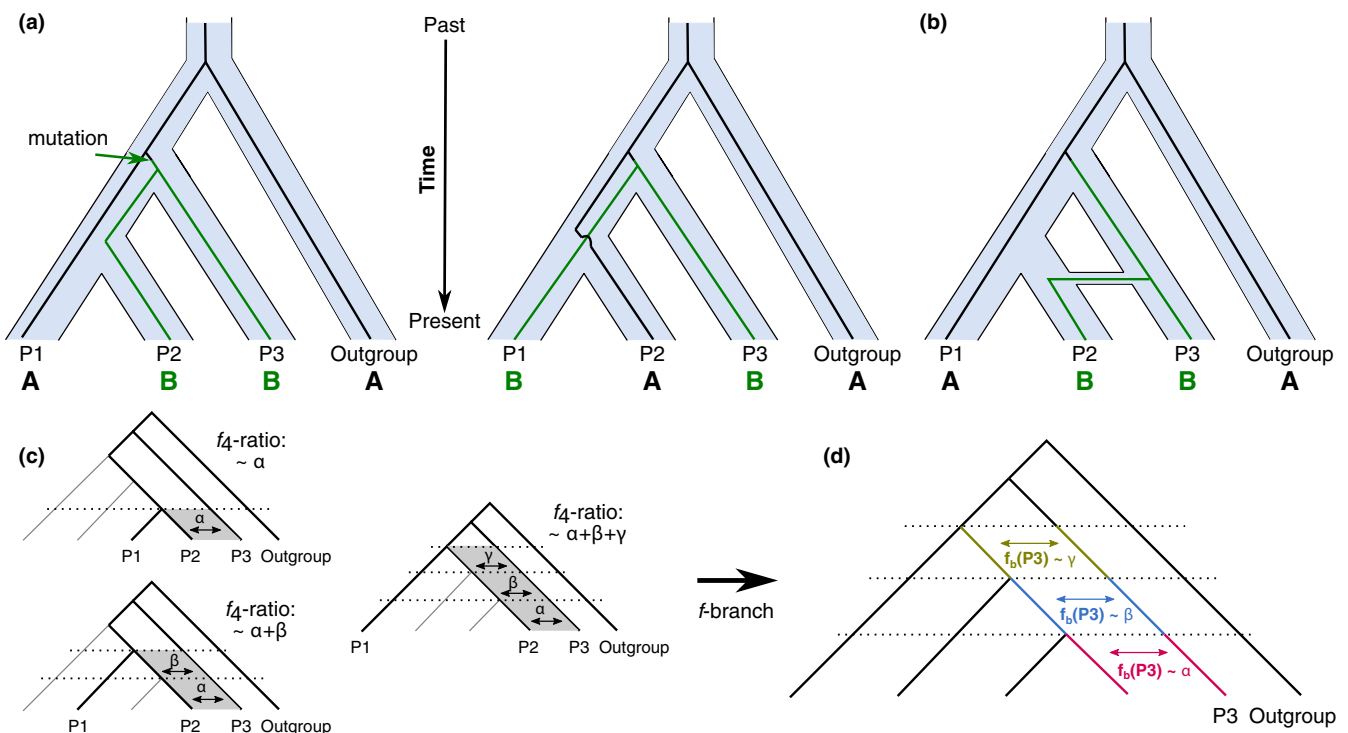 (a)
Past
(b)
mutation
Time
Present
P1 P2 P3 Outgroup
A B B A
P1 P2 P3 Outgroup
B A B A
P1 P2 P3 Outgroup
A B B A
(c)
f4-ratio:
~ α
α
P1 P2 P3 Outgroup
f4-ratio:
~ α+β
β
α
P1 P2 P3 Outgroup
f4-ratio:
~ α+β+γ
γ
β
α
P1 P2 P3 Outgroup
f-branch
(d)
fb(P3) ~ γ
fb(P3) ~ β
fb(P3) ~ α
P3 Outgroup